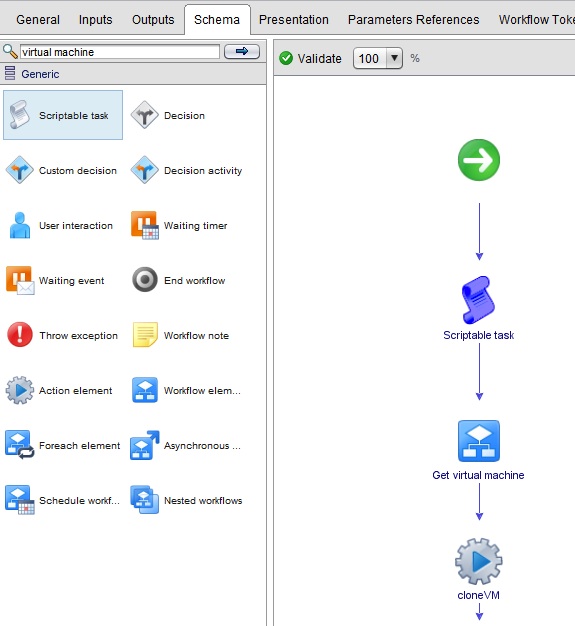 General Inputs Outputs Schema Presentation Parameters References Workflow Toke
virtual machine
Validate 100 %
Generic
Scriptable task Decision
Custom decision Decision activity
User interaction Waiting timer
Waiting event End workflow
Throw exception Workflow note
Action element Workflow elem...
Foreach element Asynchronous ...
Schedule workf... Nested workflows
Scriptable task
Get virtual machine
cloneVM